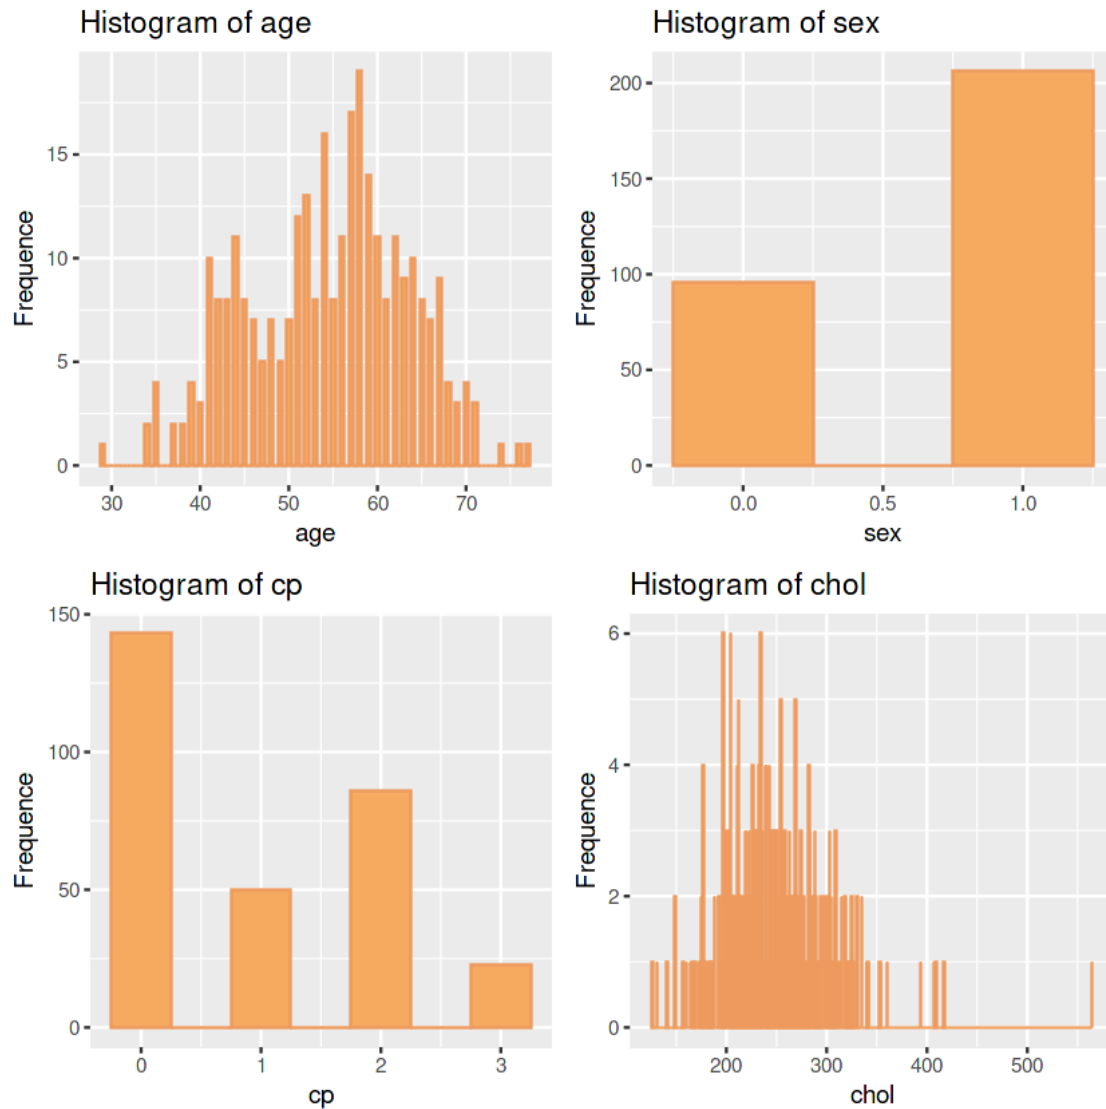 Histogram of age
15
10
5
0
Frequence
30 40 50 60 70
age
Histogram of sex
200
150
100
50
0
Frequence
0.0 0.5 1.0
sex
Histogram of cp
150
100
50
0
Frequence
0 1 2 3
cp
Histogram of chol
6
4
2
0
Frequence
200 300 400 500
chol